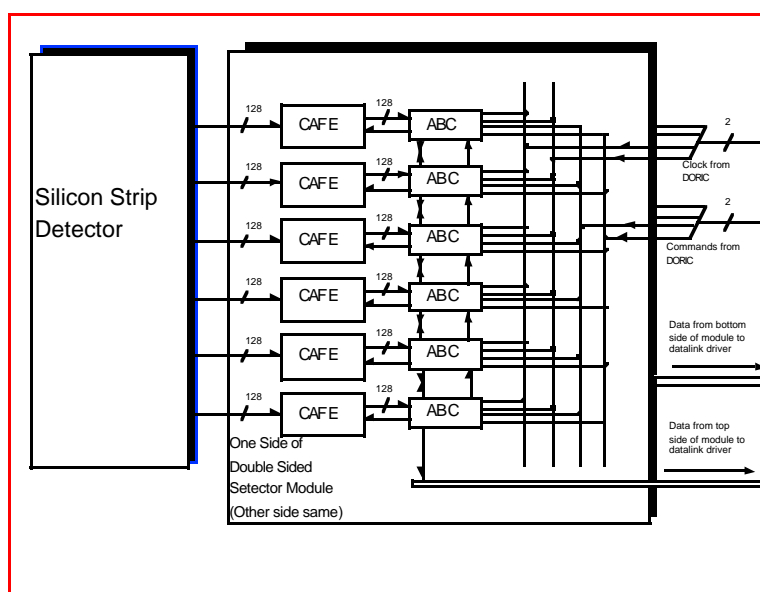 Silicon Strip
Detector
128
CAFE
128
ABC
128
CAFE
128
ABC
128
CAFE
128
ABC
128
CAFE
128
ABC
128
CAFE
128
ABC
128
CAFE
128
ABC
One Side of
Double Sided
Setector Module
(Other side same)
2
Clock from
DORIC
2
Commands from
DORIC
Data from bottom
side of module to
datalink driver
Data from top
side of module to
datalink driver